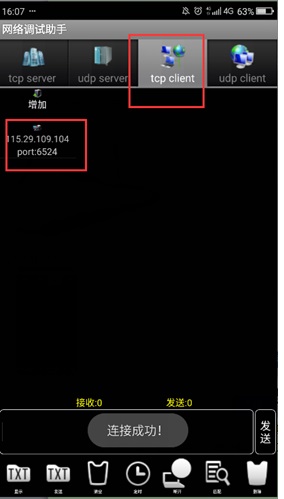 16:07 ... 4G 63%
网络调试助手
tcp server udp server tcp client udp client
增加
115.29.109.104
port:6524
接收:0 发送:0
连接成功!
发送
TXT TXT